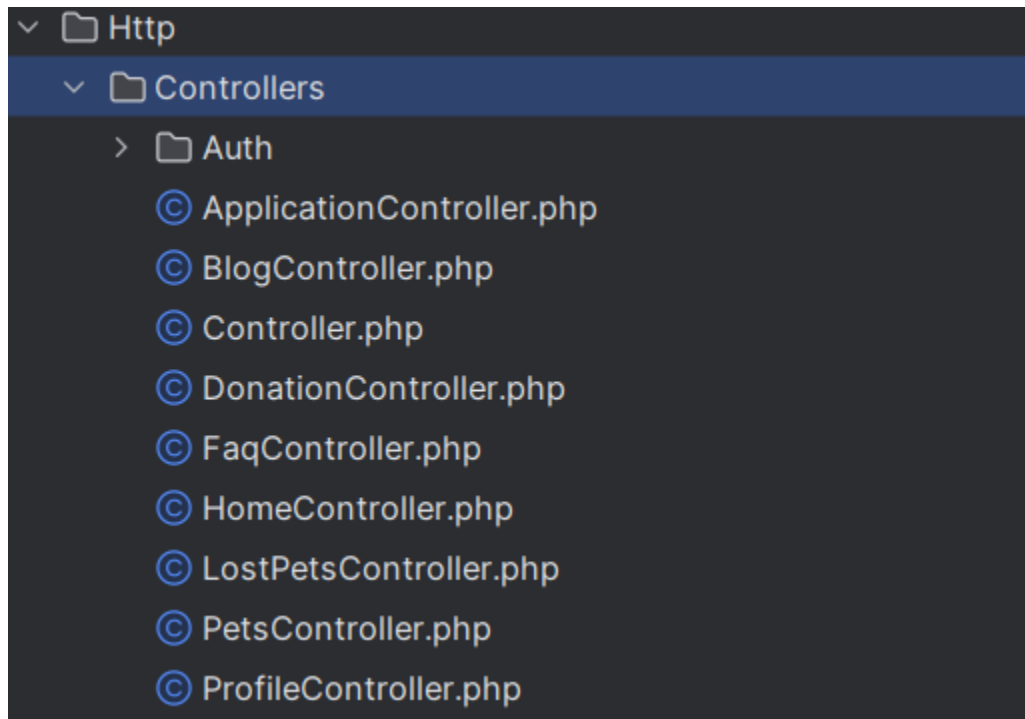 Http
Controllers
Auth
ApplicationController.php
BlogController.php
Controller.php
DonationController.php
FaqController.php
HomeController.php
LostPetsController.php
PetsController.php
ProfileController.php